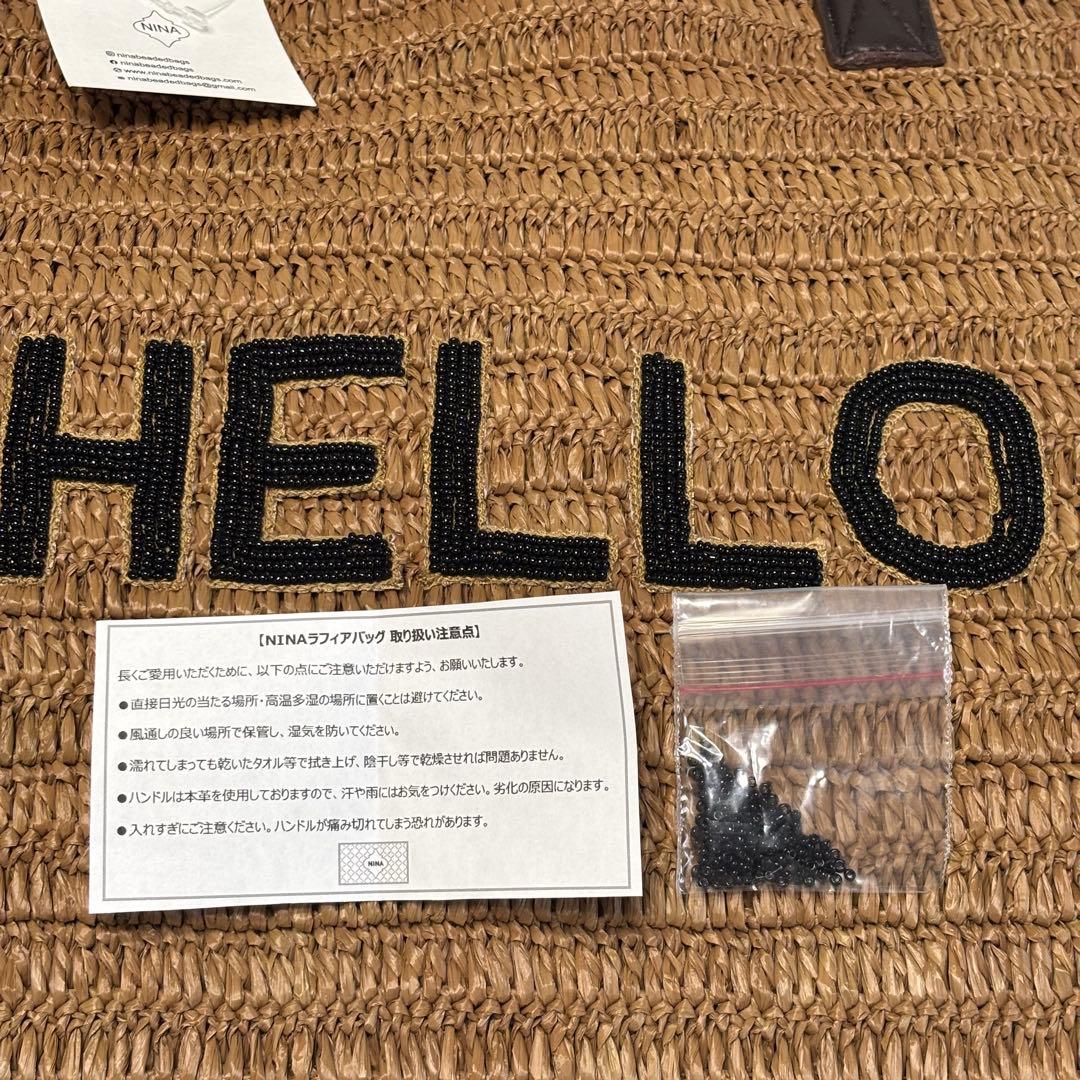 NINA
ninabeadedbags
ninabeadedbags
www.ninabeadedbags.com
ninabeadedbags@gmail.com
HELLO
【NINAラフィアバッグ 取り扱い注意点】
長くご愛用いただくために、以下の点にご注意いただけますよう、お願いいたします。
●直接日光の当たる場所・高温多湿の場所に置くことは避けてください。
●風通しの良い場所で保管し、湿気を防いでください。
●濡れてしまっても乾いたタオル等で拭き上げ、陰干し等で乾燥させれば問題ありません。
●ハンドルは本革を使用しておりますので、汗や雨にはお気をつけください。劣化の原因になります。
●入れすぎにご注意ください。ハンドルが痛み切れてしまう恐れがあります。
NINA